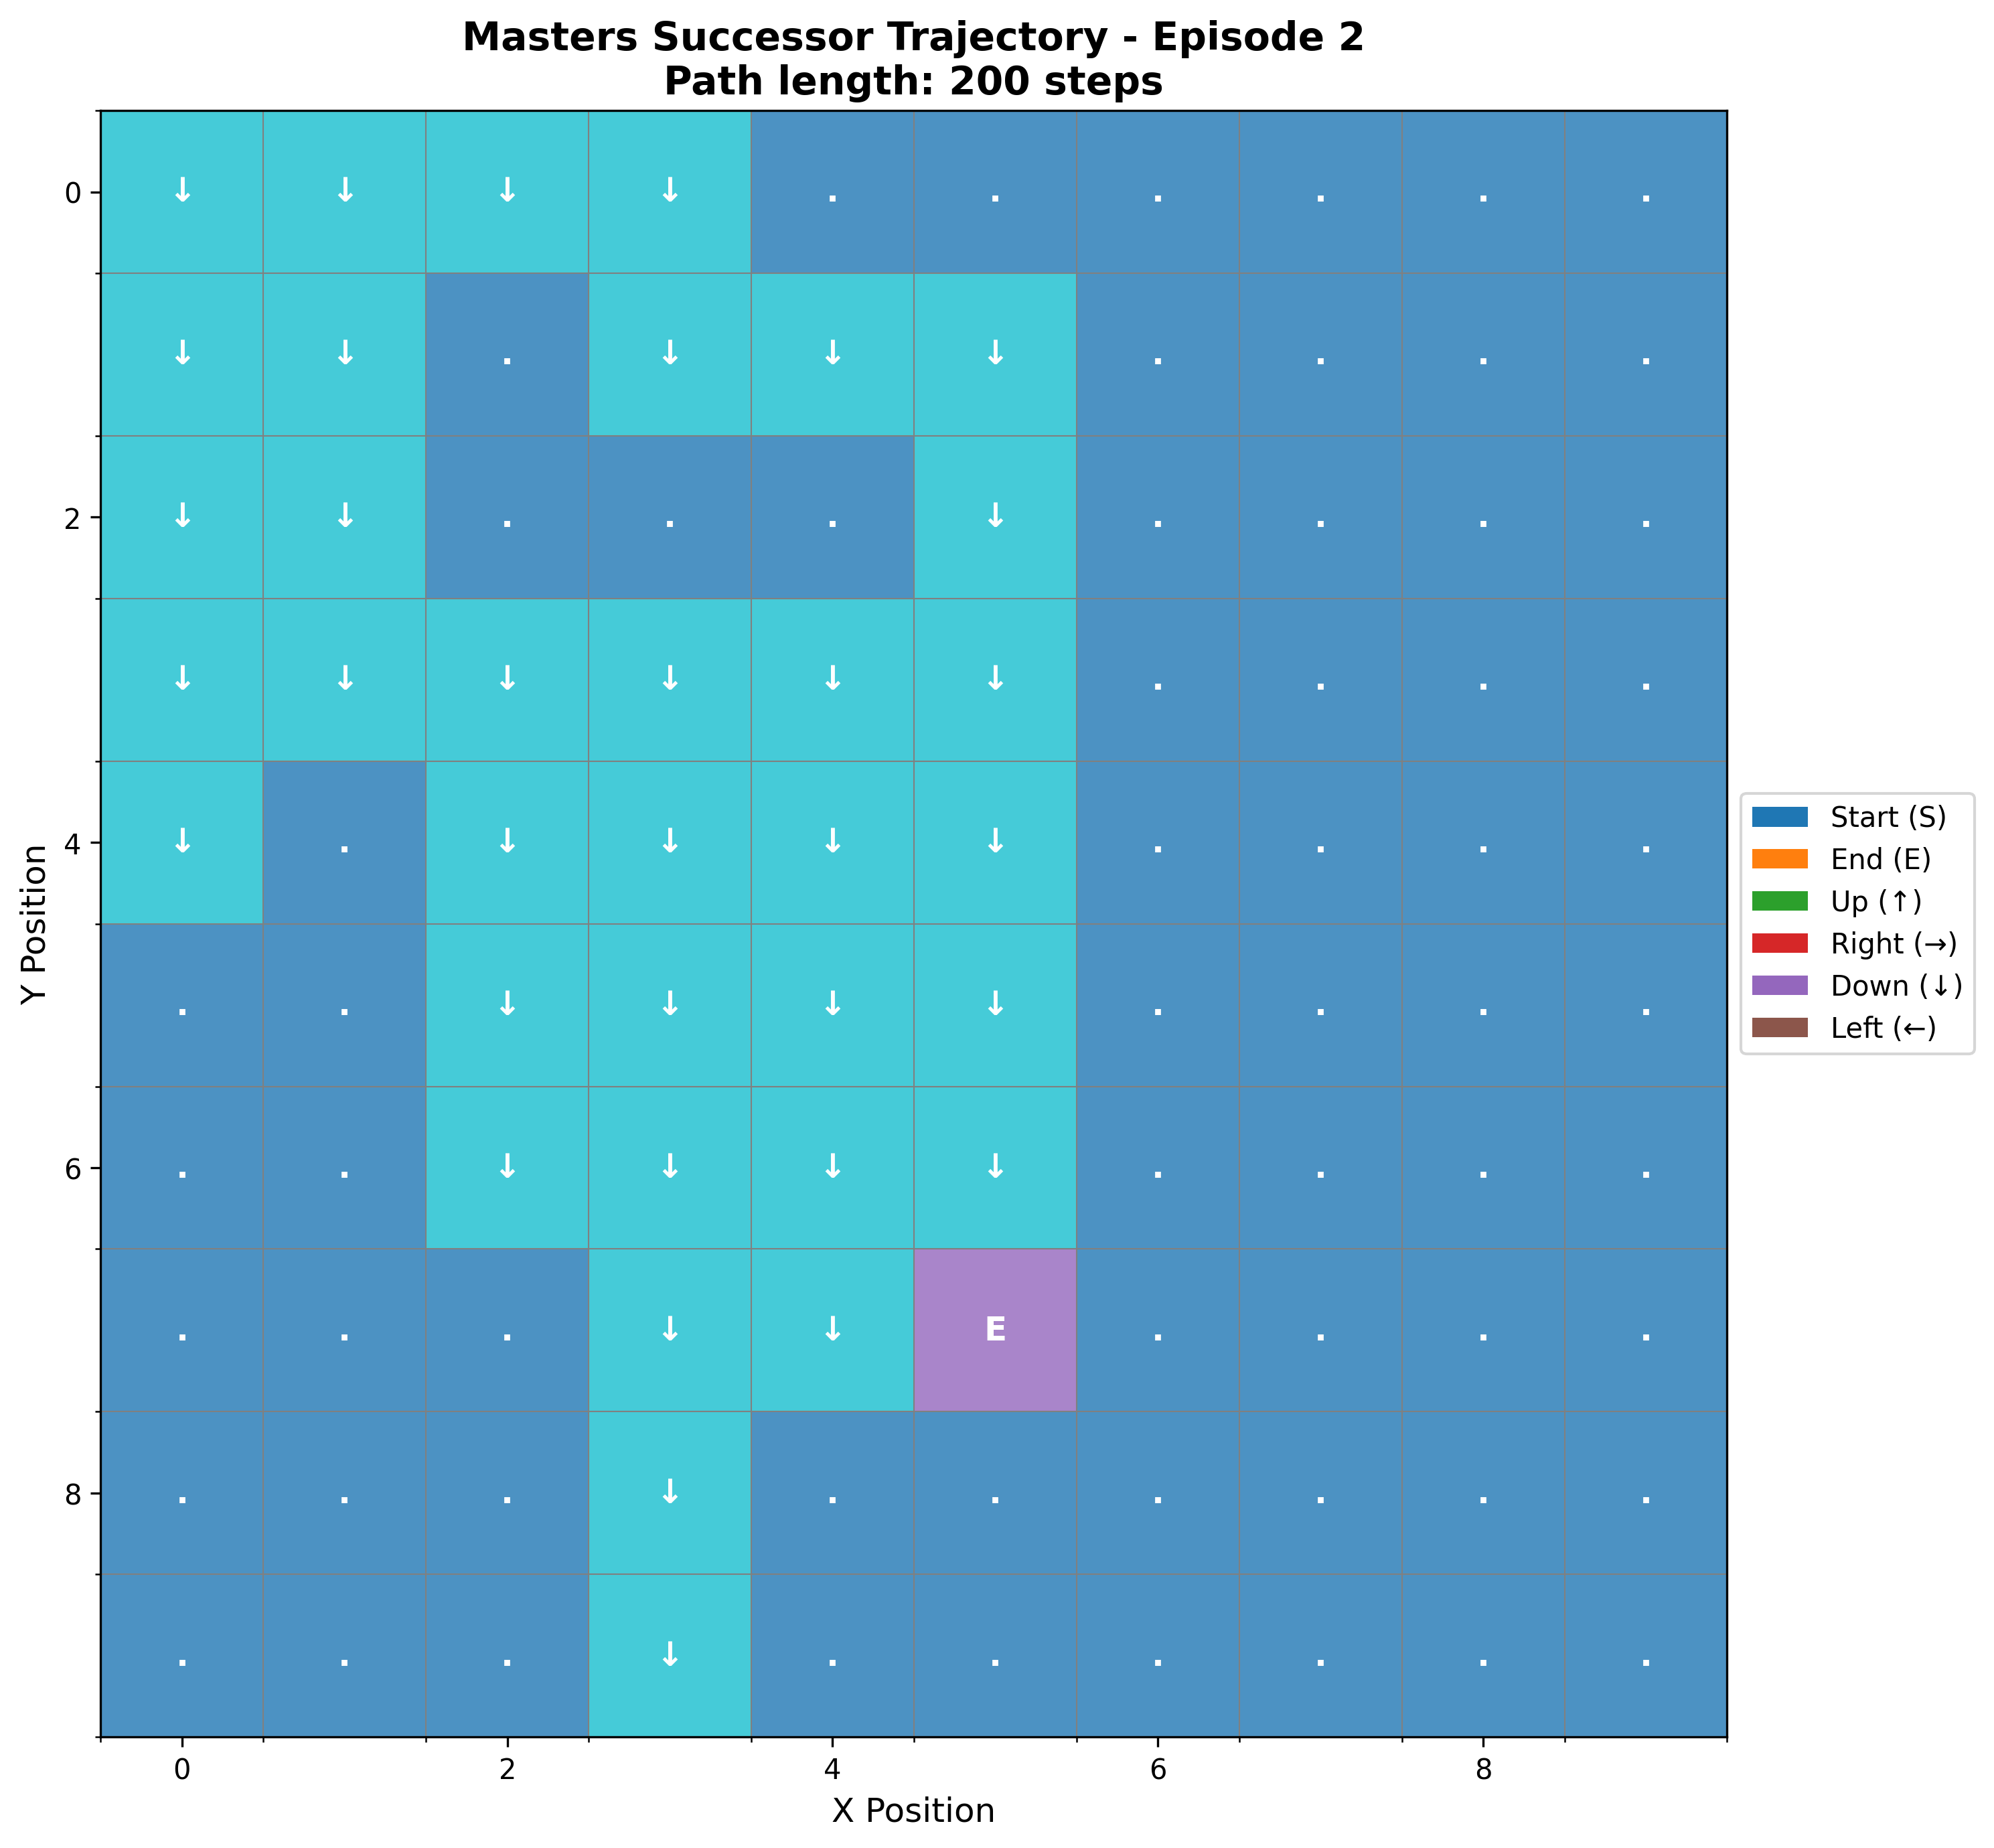 Masters Successor Trajectory - Episode 2
Path length: 200 steps
0 ↓ ↓ ↓ ↓ . . . . . .
↓ ↓ . ↓ ↓ ↓ . . . .
2 ↓ ↓ . . . ↓ . . . .
↓ ↓ ↓ ↓ ↓ ↓ . . . .
4 ↓ . ↓ ↓ ↓ ↓ . . . .
. . ↓ ↓ ↓ ↓ . . . .
6 . . ↓ ↓ ↓ ↓ . . . .
. . . ↓ ↓ E . . . .
8 . . . ↓ . . . . . .
. . . ↓ . . . . . .
0 2 4 6 8
X Position
Y Position
Start (S)
End (E)
Up (↑)
Right (→)
Down (↓)
Left (←)